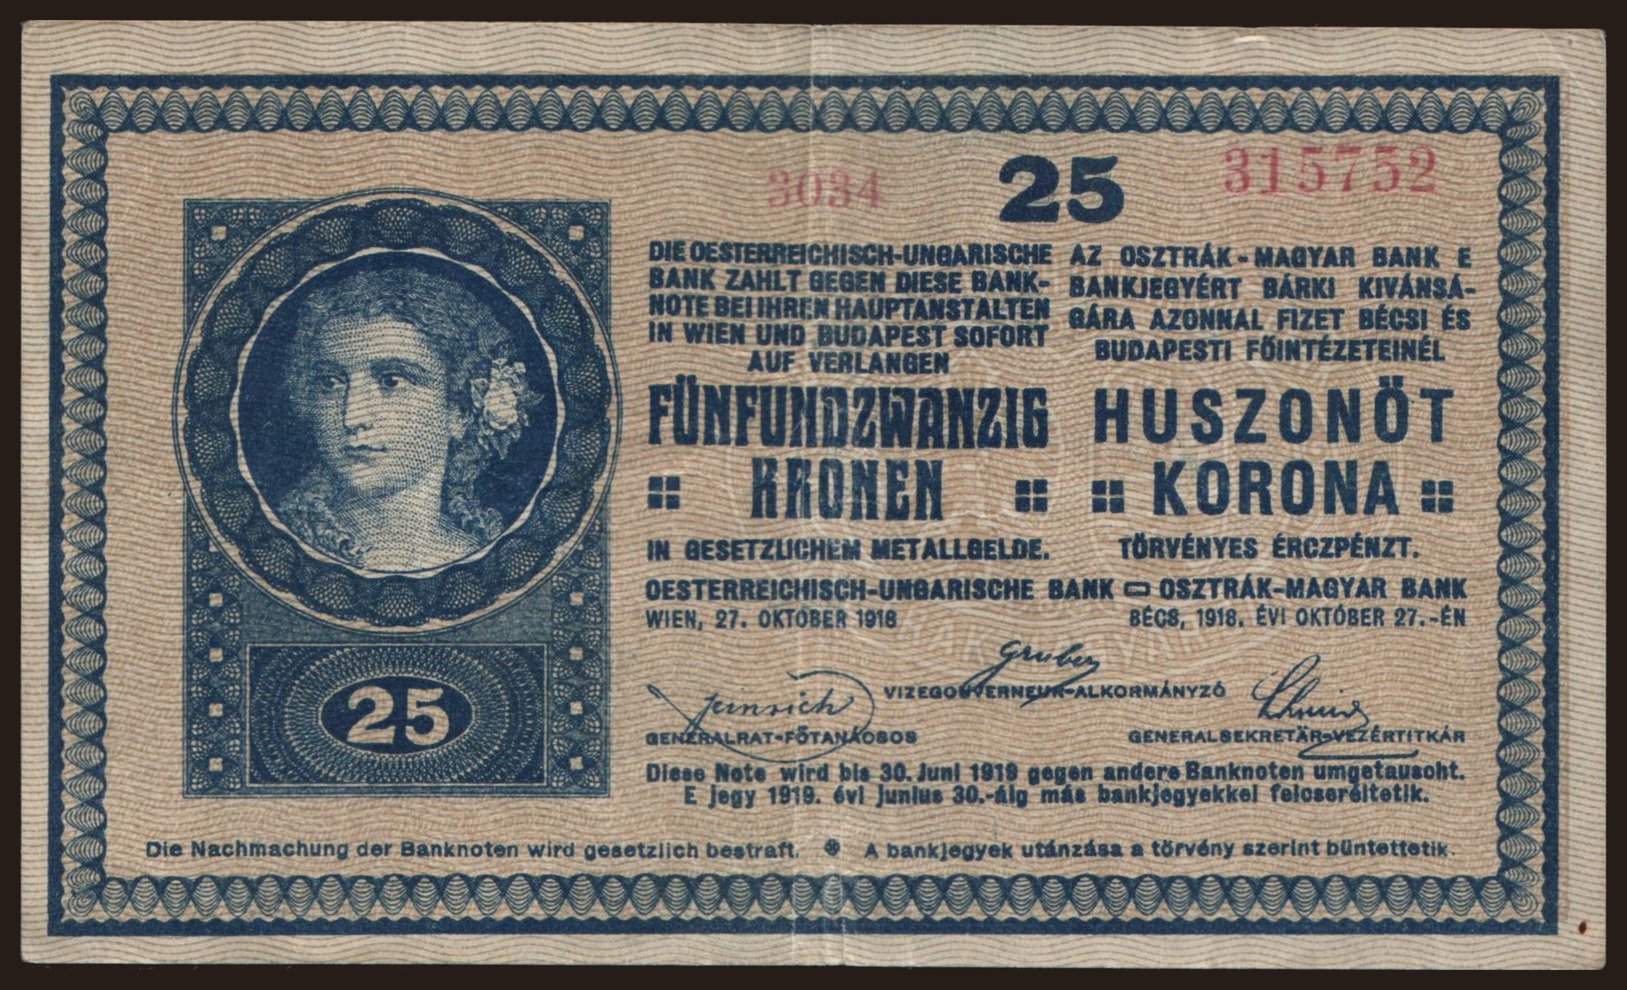 3034 25 315752
DIE OESTERREICHISCH-UNGARISCHE
BANK ZAHLT GEGEN DIESE BANK-
NOTE BEI IHREN HAUPTANSTALTEN
IN WIEN UND BUDAPEST SOFORT
AUF VERLANGEN
FÜNFUNDZWANZIG
KRONEN
IN GESETZLICHEM METALLGELDE.
AZ OSZTRÁK-MAGYAR BANK E
BANKJEGYÉRT BÁRKI KIVÁNSÁ-
GÁRA AZONNAL FIZET BÉCSI ÉS
BUDAPESTI FŐINTÉZETEINÉL
HUSZONÖT
KORONA
TÖRVÉNYES ÉRCZPÉNZT.
OESTERREICHISCH-UNGARISCHE BANK OSZTRÁK-MAGYAR BANK
WIEN, 27. OKTOBER 1918 BÉCS, 1918. ÉVI OKTÓBER 27.-ÉN
Gruber
VIZEGOUVERNEUR-ALKORMÁNYZÓ
GENERALRAT-FŐTANÁCSOS GENERALSEKRETÄR-VEZÉRTITKÁR
25
Diese Note wird bis 30. Juni 1919 gegen andere Banknoten umgetauscht.
E jegy 1919. évi junius 30.-áig más bankjegyekkel felcseréltetik.
Die Nachmachung der Banknoten wird gesetzlich bestraft. A bankjegyek utánzása a törvény szerint büntettetik.